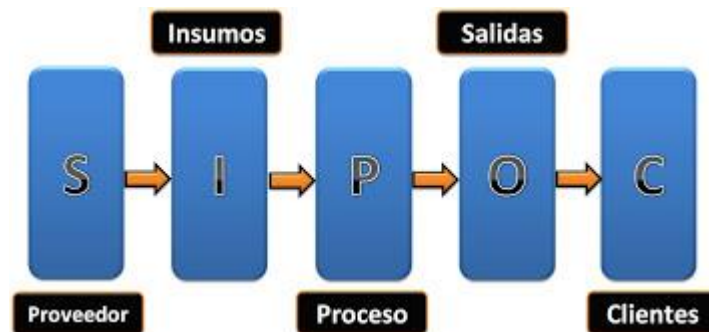 Insumos
Salidas
S
I
P
O
C
Proveedor
Proceso
Clientes